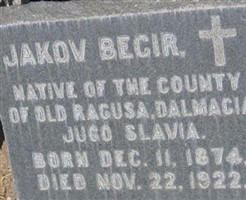 JAKOV BECIR.
NATIVE OF THE COUNTY
OF OLD RAGUSA, DALMACIA
JUGO SLAVIA.
BORN DEC. 11, 1874.
DIED NOV. 22, 1922.